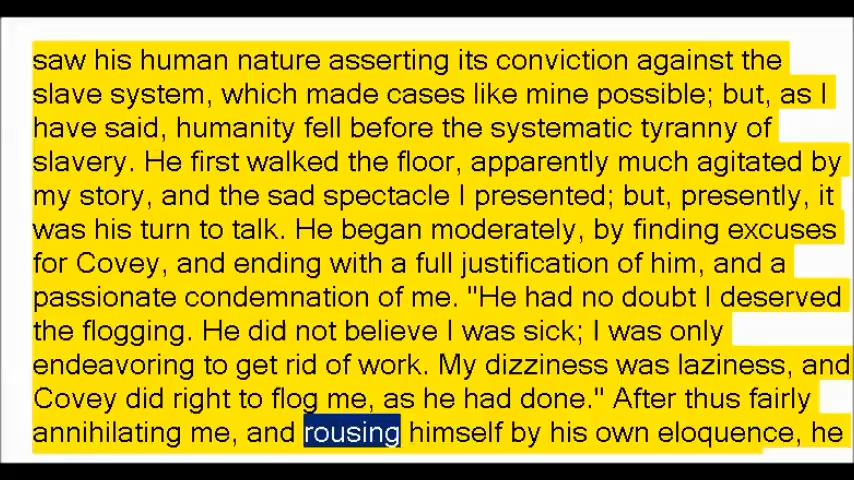 saw his human nature asserting its conviction against the
slave system, which made cases like mine possible; but, as I
have said, humanity fell before the systematic tyranny of
slavery. He first walked the floor, apparently much agitated by
my story, and the sad spectacle I presented; but, presently, it
was his turn to talk. He began moderately, by finding excuses
for Covey, and ending with a full justification of him, and a
passionate condemnation of me. "He had no doubt I deserved
the flogging. He did not believe I was sick; I was only
endeavoring to get rid of work. My dizziness was laziness, and
Covey did right to flog me, as he had done." After thus fairly
annihilating me, and rousing himself by his own eloquence, he